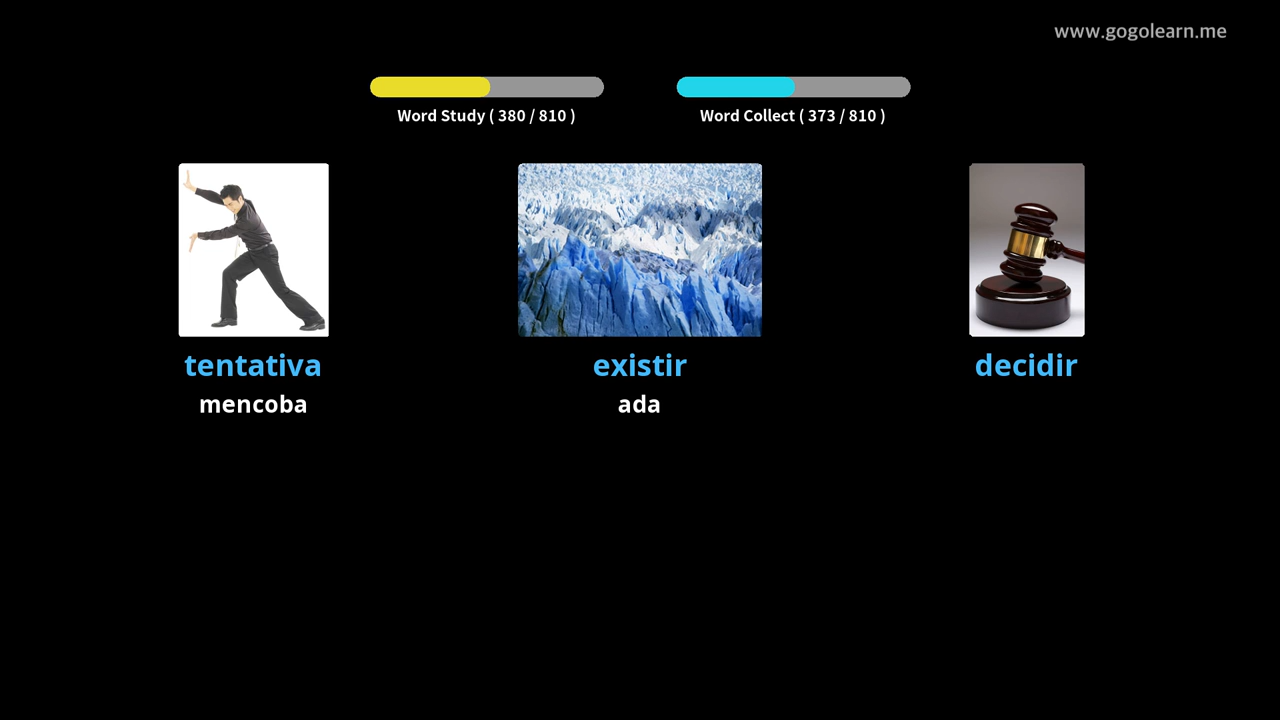 www.gogolearn.me
Word Study ( 380 / 810 )
Word Collect ( 373 / 810 )
tentativa
mencoba
existir
ada
decidir